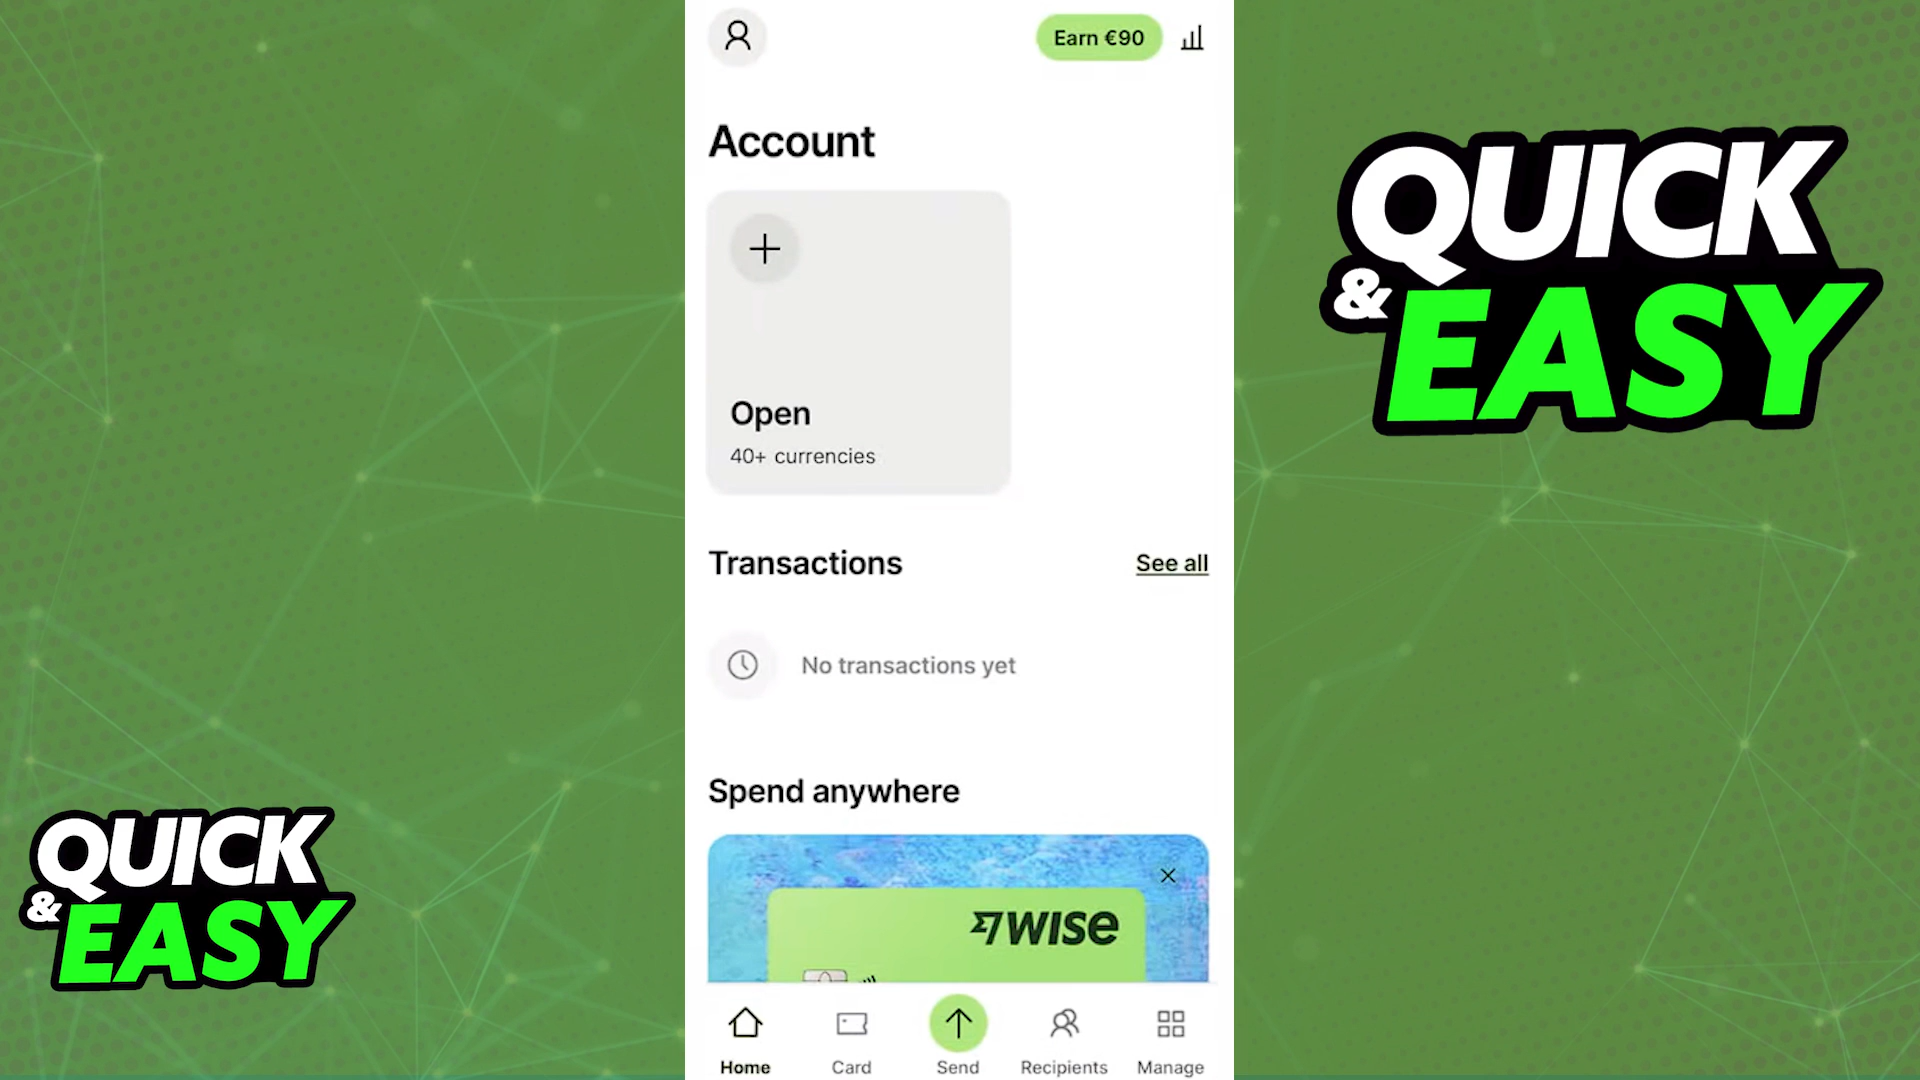 Earn €90
Account
Open
40+ currencies
Transactions
See all
No transactions yet
Spend anywhere
WISE
Home
Card
Send
Recipients
Manage
QUICK
& EASY
QUICK
& EASY